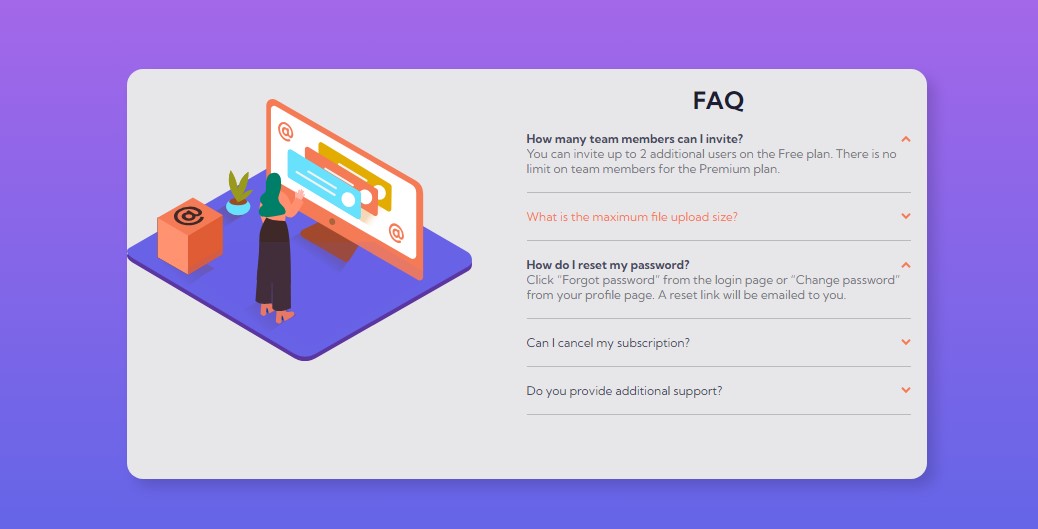 FAQ
How many team members can I invite?
You can invite up to 2 additional users on the Free plan. There is no
limit on team members for the Premium plan.
What is the maximum file upload size?
How do I reset my password?
Click “Forgot password” from the login page or “Change password”
from your profile page. A reset link will be emailed to you.
Can I cancel my subscription?
Do you provide additional support?
@
@
@